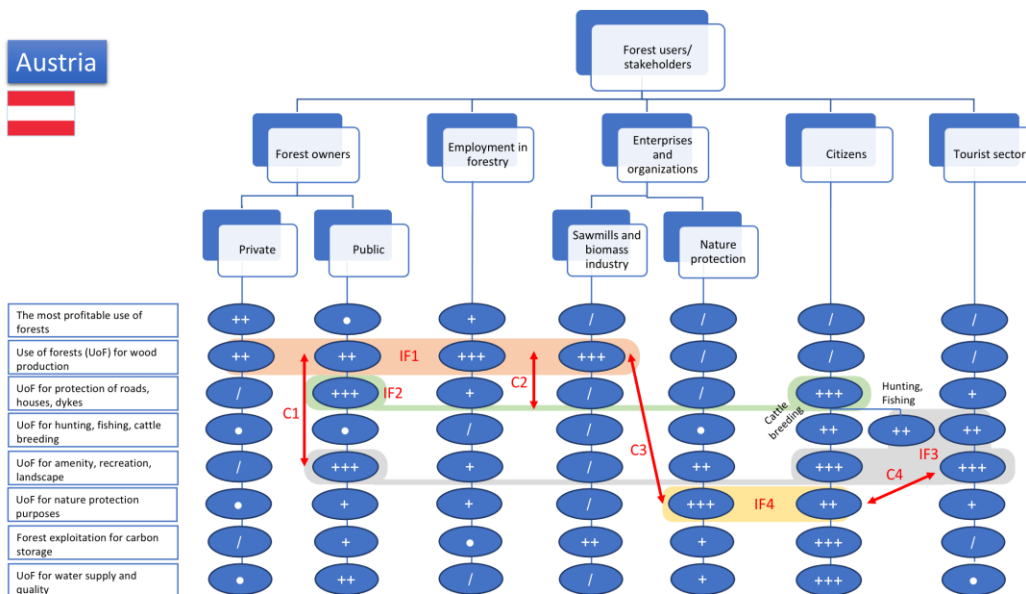 Austria
Forest users/
stakeholders
Forest owners
Employment in
forestry
Enterprises
and
organizations
Citizens
Tourist sector
Private
Public
Sawmills and
biomass
industry
Nature
protection
The most profitable use of
forests
++ ● + / / / /
Use of forests (UoF) for wood
production
++ ++ IF1 +++ +++ / / /
UoF for protection of roads,
houses, dykes
/ +++ IF2 + / / +++ +
C1
C2
C3
Cattle
breeding
Hunting,
Fishing
UoF for hunting, fishing, cattle
breeding
● ● / / ● ++ ++ ++
IF3
UoF for amenity, recreation,
landscape
/ +++ + / ++ +++ +++
C4
UoF for nature protection
purposes
● + + / +++ IF4 ++ +
Forest exploitation for carbon
storage
/ + ● ++ + +++ /
UoF for water supply and
quality
● ++ / / + +++ ●